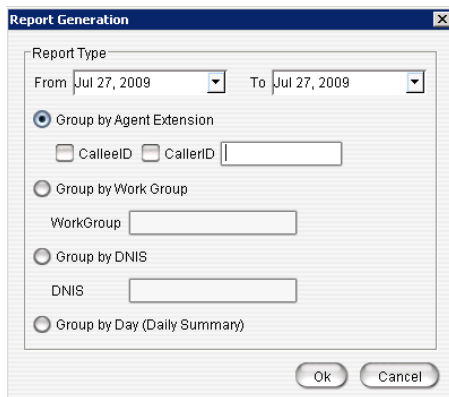 Report Generation
Report Type
From Jul 27, 2009 To Jul 27, 2009
Group by Agent Extension
CalleeID CallerID
Group by Work Group
WorkGroup
Group by DNIS
DNIS
Group by Day (Daily Summary)
Ok Cancel